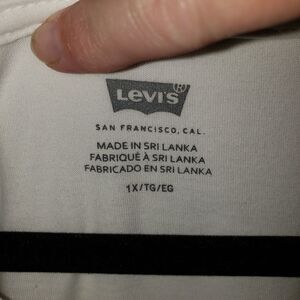 LEVI'S®
SAN FRANCISCO, CAL.
MADE IN SRI LANKA
FABRIQUÉ À SRI LANKA
FABRICADO EN SRI LANKA
1X/TG/EG